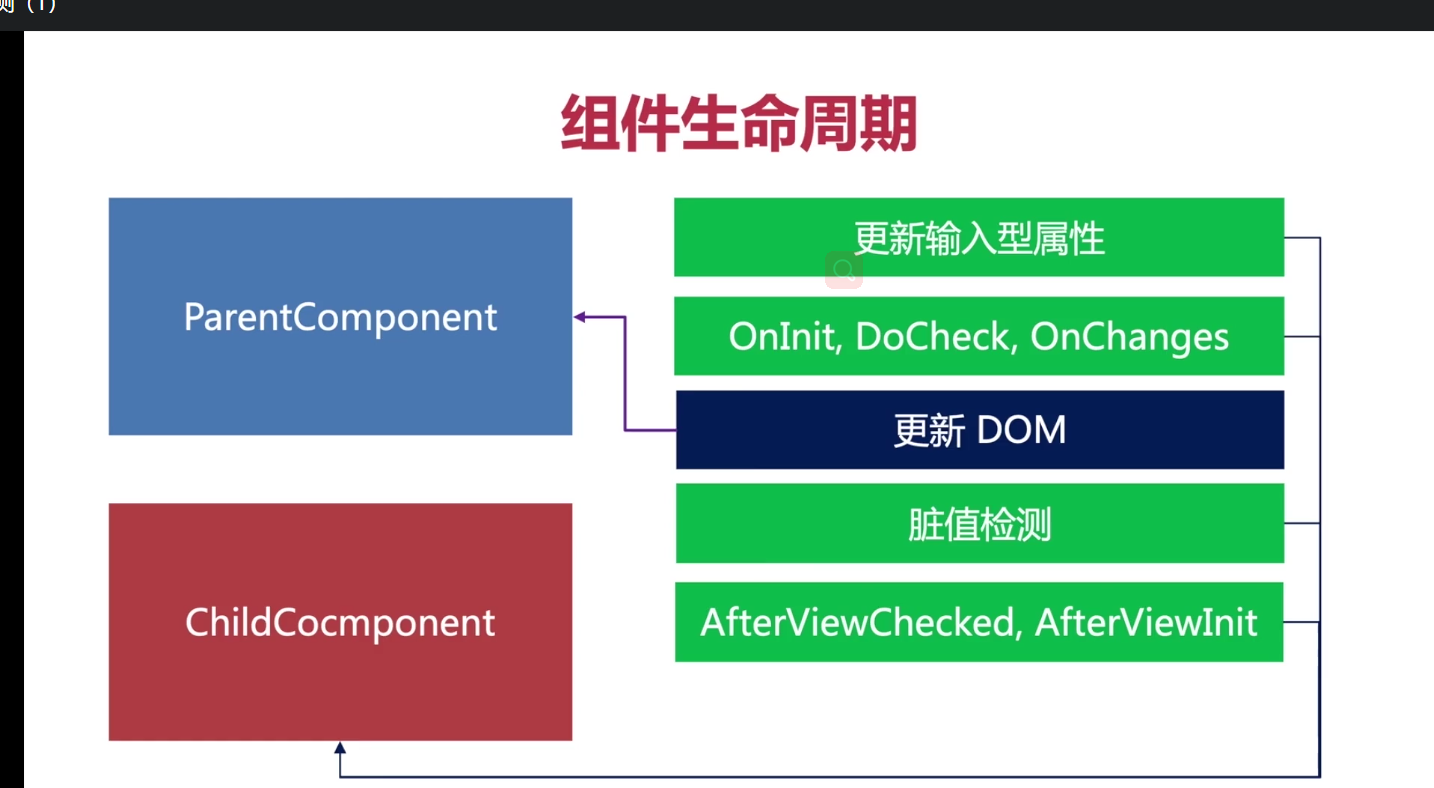 测（1）
组件生命周期
更新输入型属性
ParentComponent
OnInit, DoCheck, OnChanges
更新 DOM
脏值检测
ChildCocmponent
AfterViewChecked, AfterViewInit